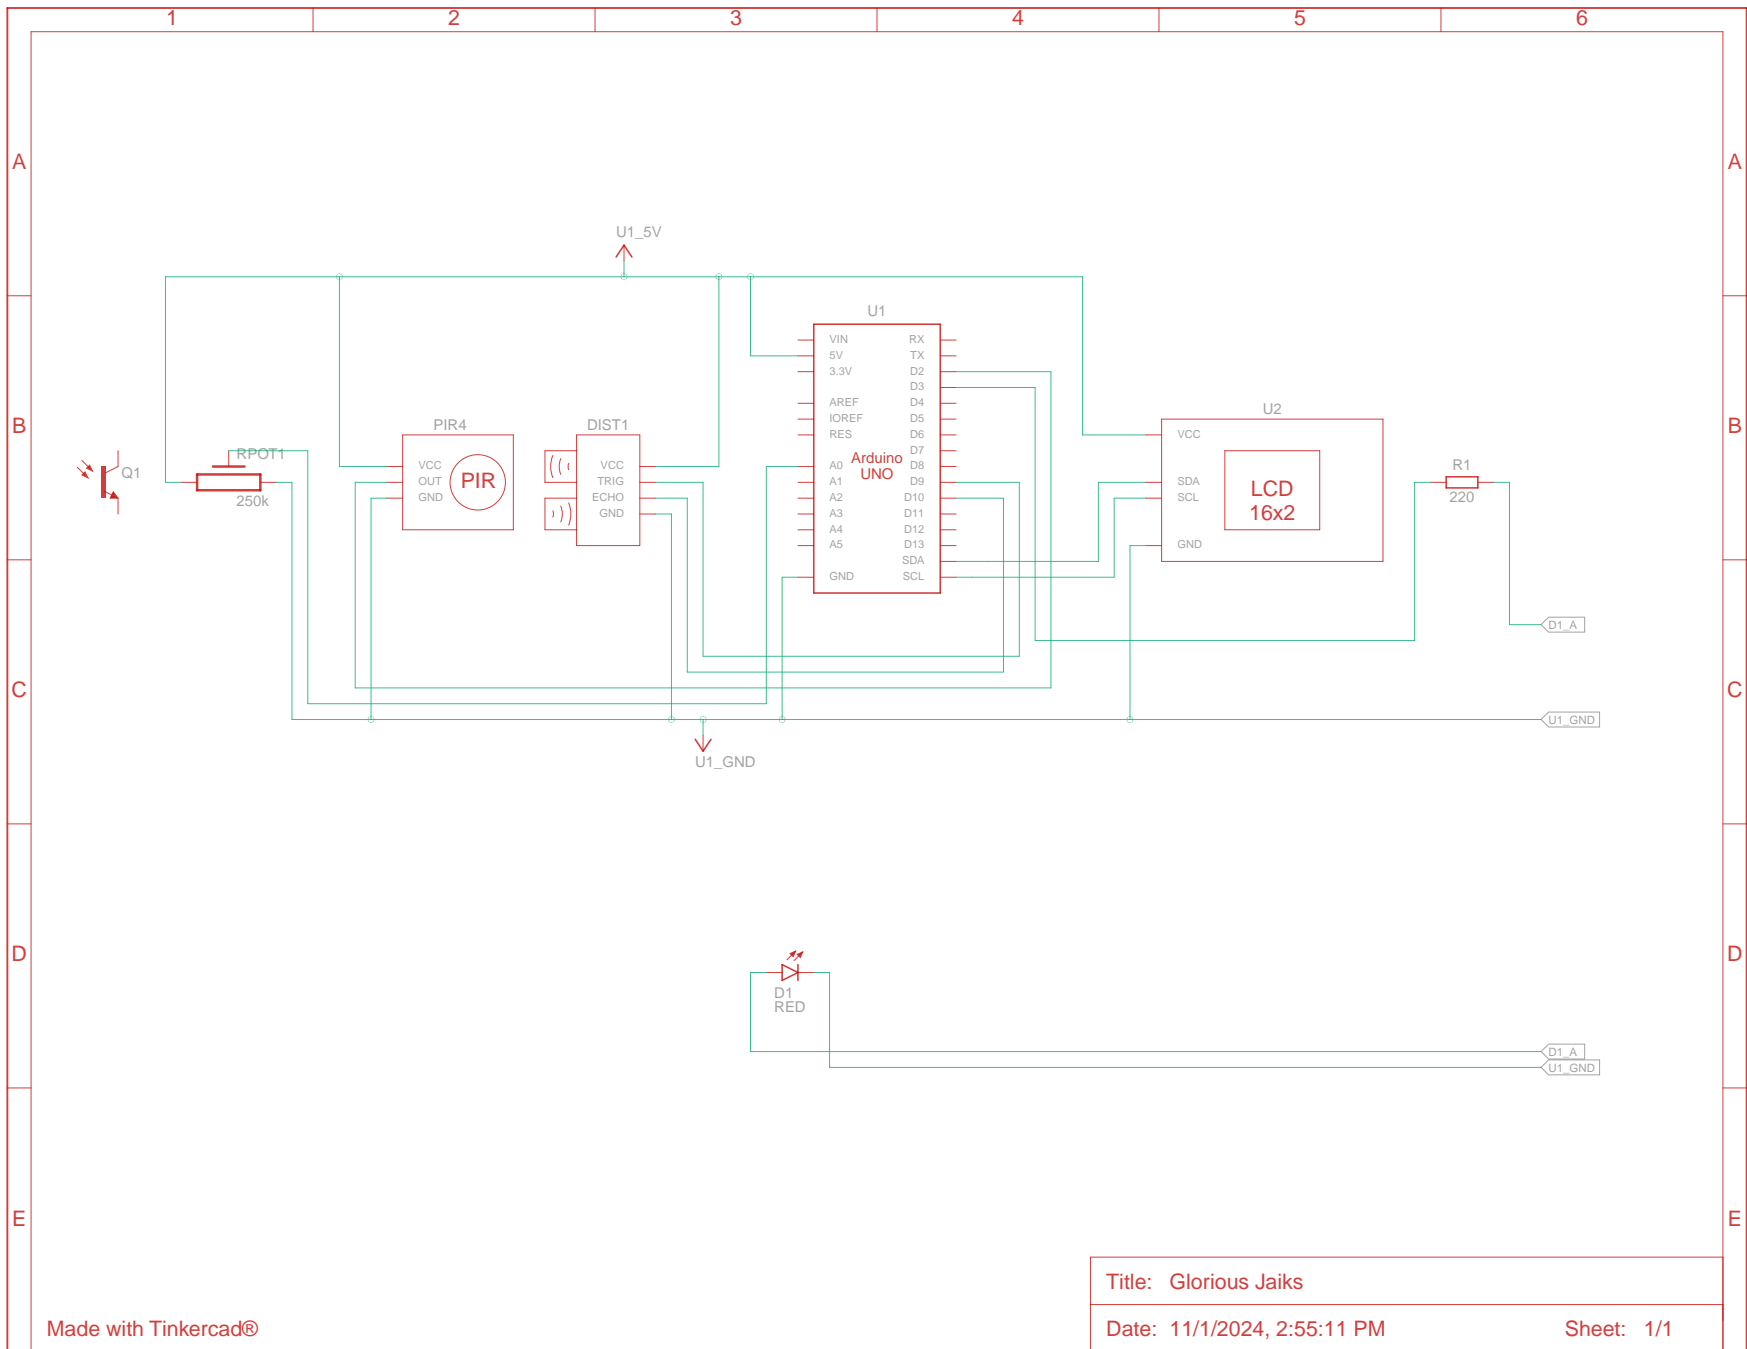 1 2 3 4 5 6
A A
U1_5V
U1
VIN RX
5V TX
3.3V D2
D3
AREF D4
IOREF D5
RES D6
D7
A0 D8
A1 D9
A2 D10
A3 D11
A4 D12
A5 D13
SDA
GND SCL
Arduino
UNO
B B
Q1
RPOT1
250k
PIR4
VCC
OUT
GND
PIR
DIST1
VCC
TRIG
ECHO
GND
U2
VCC
SDA
SCL
GND
LCD
16x2
R1
220
D1_A
C C
U1_GND
U1_GND
D D
D1
RED
D1_A
U1_GND
E E
Title: Glorious Jaiks
Made with Tinkercad®
Date: 11/1/2024, 2:55:11 PM Sheet: 1/1